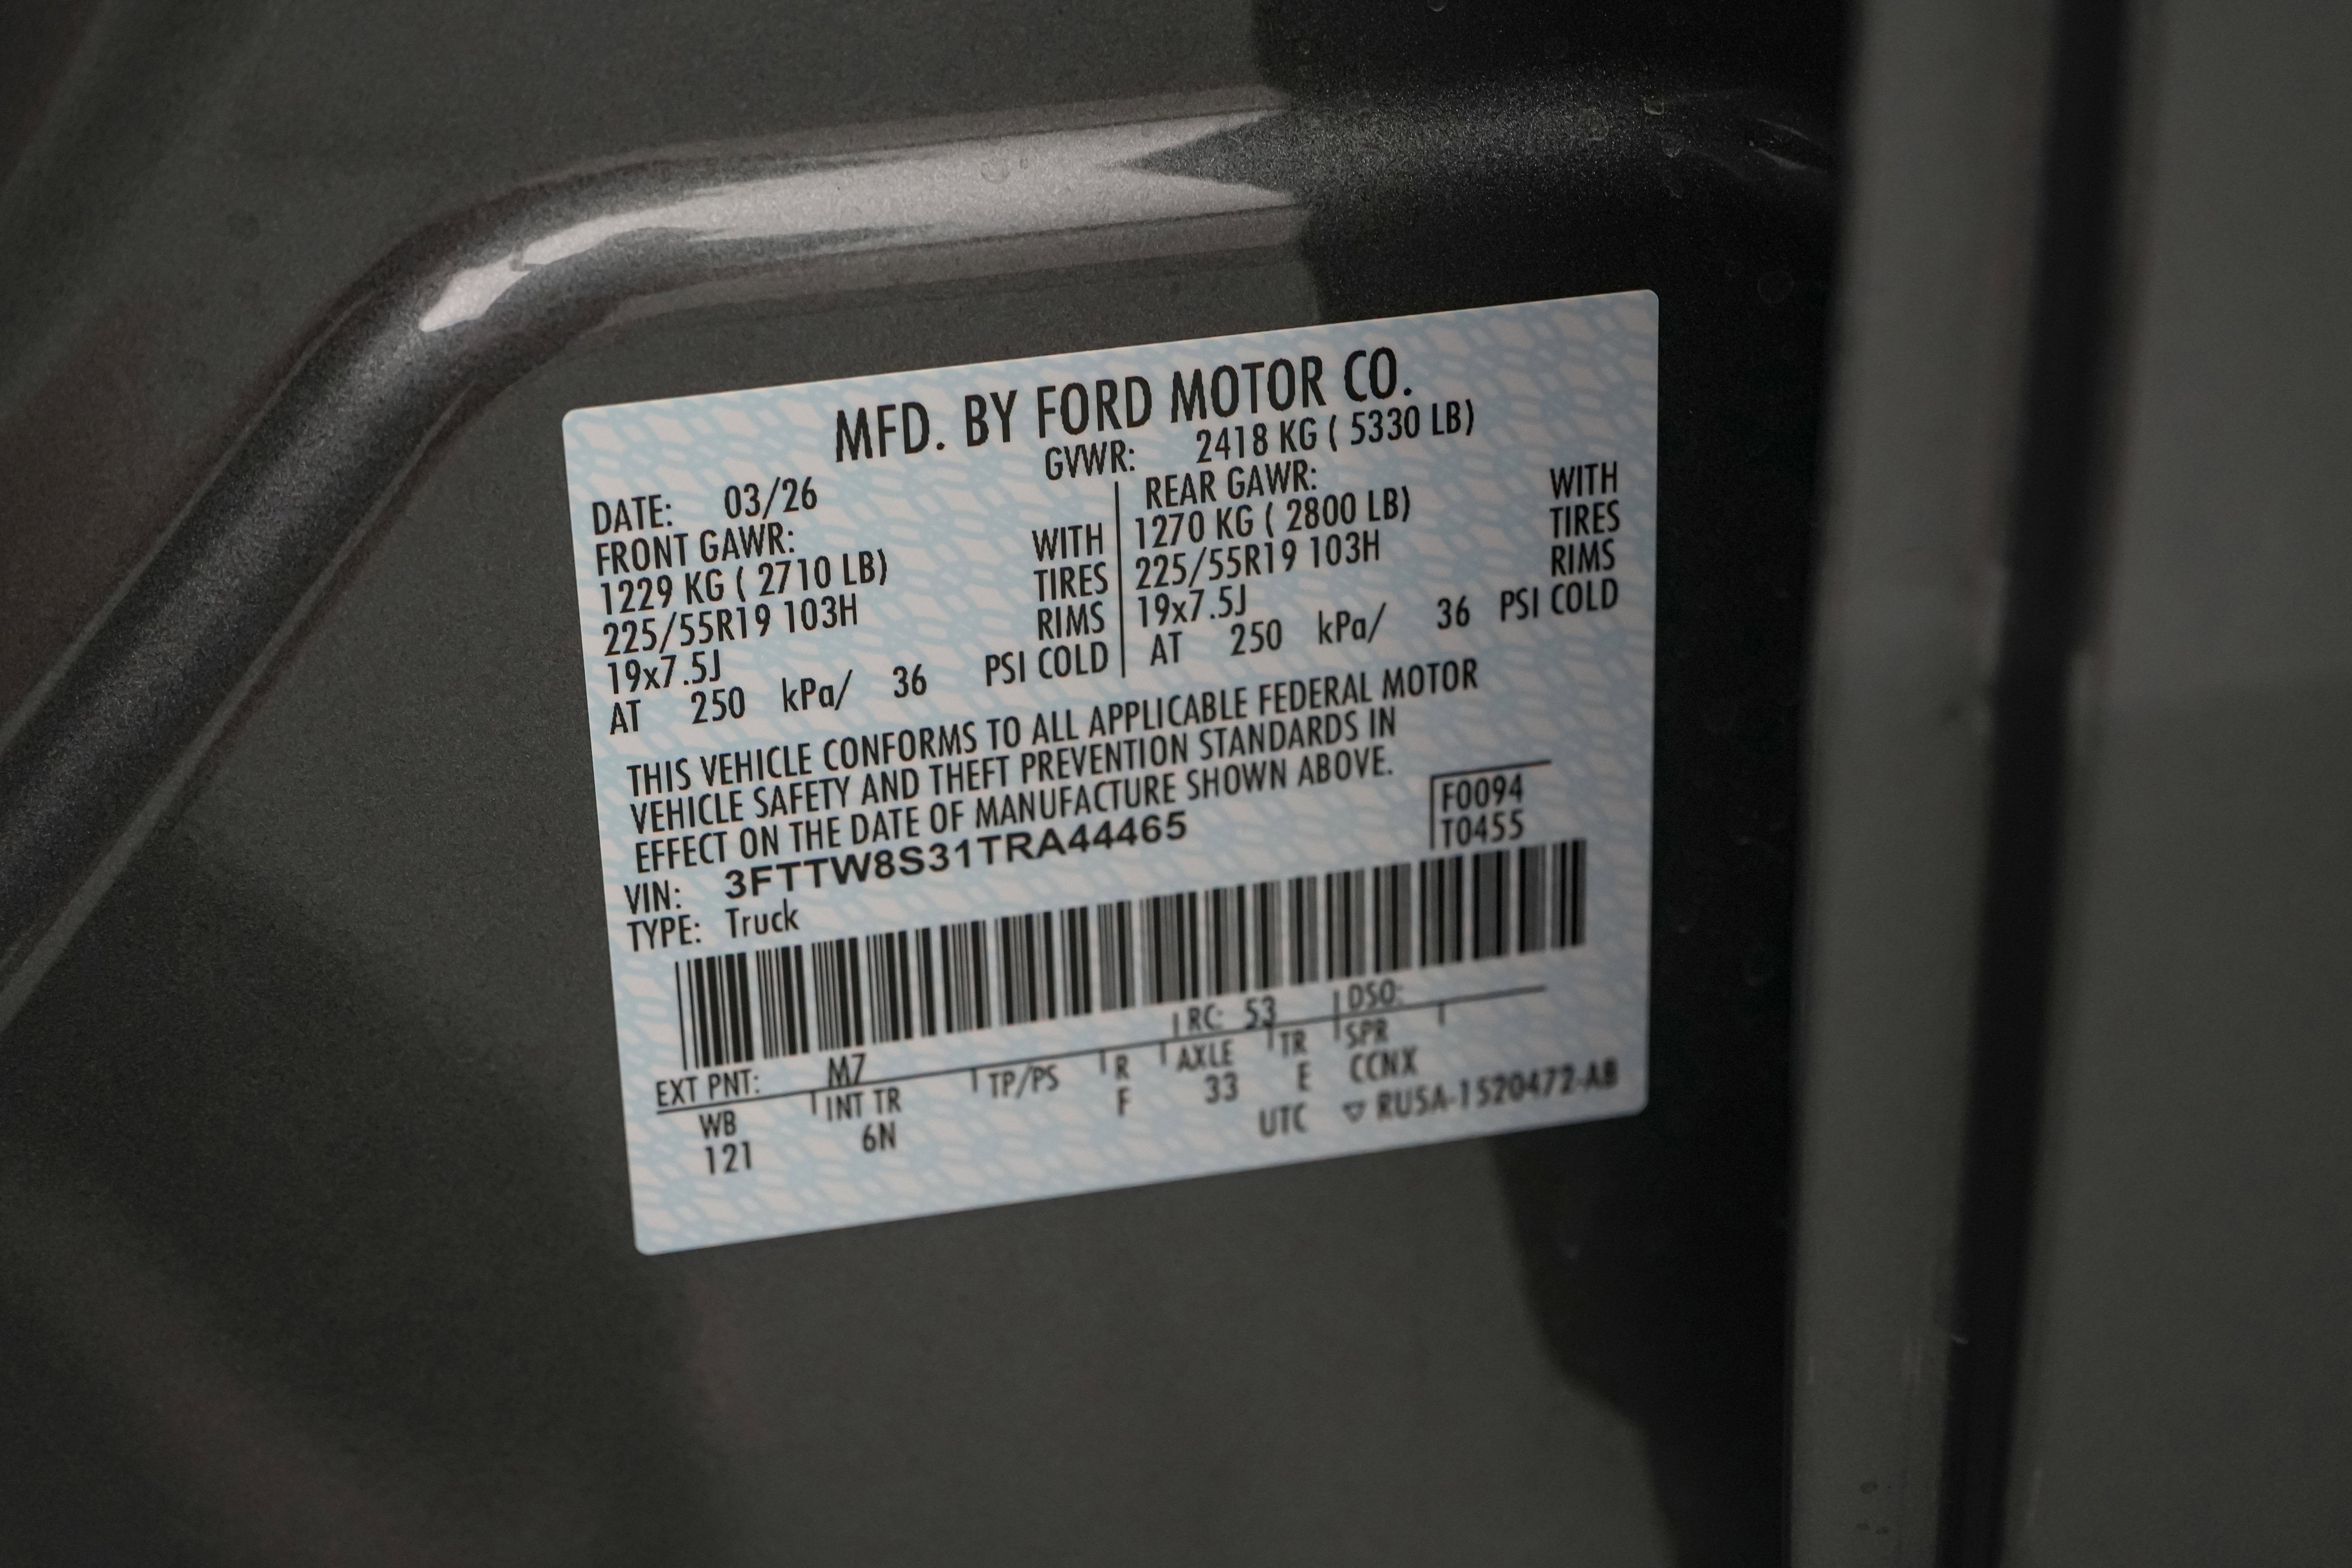 MFD. BY FORD MOTOR CO.
DATE: 03/26 GVWR: 2418 KG ( 5330 LB)
FRONT GAWR: REAR GAWR:
1229 KG ( 2710 LB) WITH 1270 KG ( 2800 LB) WITH
225/55R19 103H TIRES 225/55R19 103H TIRES
19x7.5J RIMS 19x7.5J RIMS
AT 250 kPa/ 36 PSI COLD AT 250 kPa/ 36 PSI COLD
THIS VEHICLE CONFORMS TO ALL APPLICABLE FEDERAL MOTOR
VEHICLE SAFETY AND THEFT PREVENTION STANDARDS IN
EFFECT ON THE DATE OF MANUFACTURE SHOWN ABOVE.
F0094
VIN: 3FTTW8S31TRA44465 T0455
TYPE: Truck
EXT PNT: M7 RC: 53 DSO:
WB INT TR TP/PS R AXLE TR SPR
121 6N F 33 E CCNX
UTC ▽ RU5A-1520472-AB